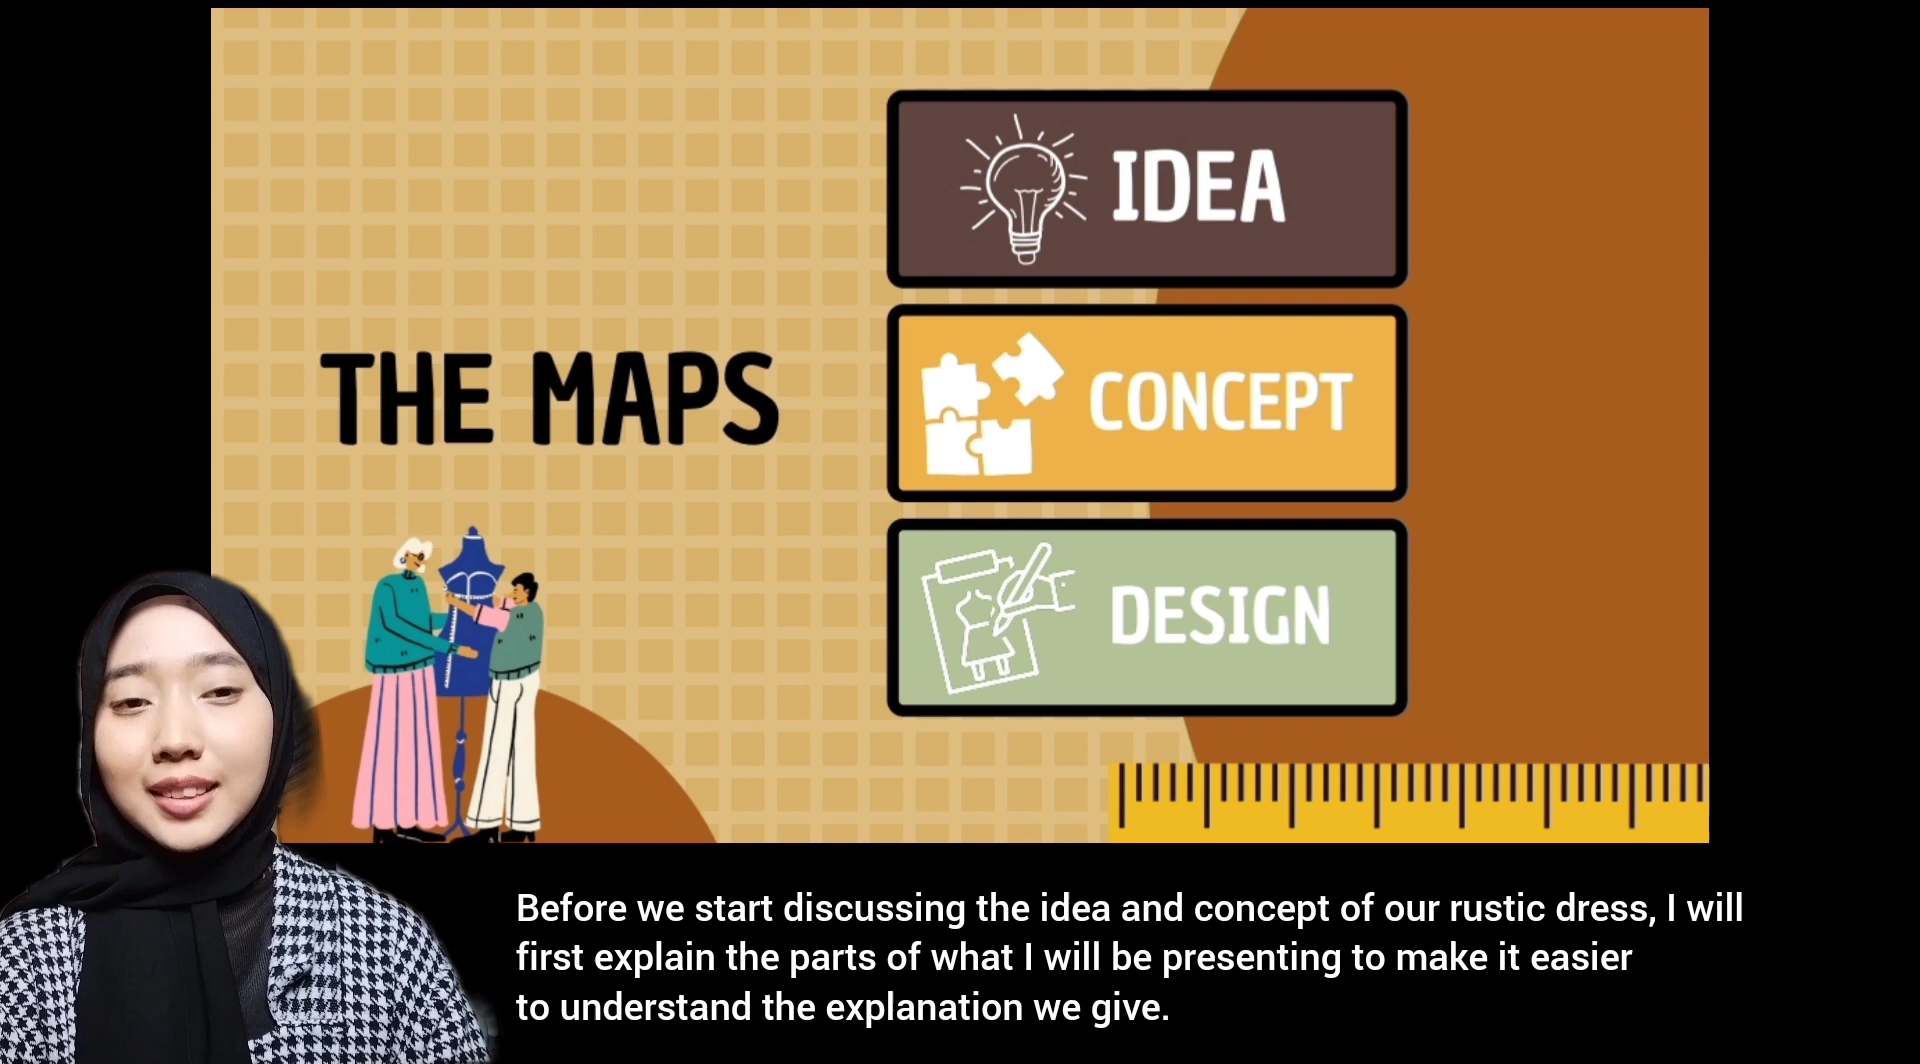 THE MAPS
IDEA
CONCEPT
DESIGN
Before we start discussing the idea and concept of our rustic dress, I will
first explain the parts of what I will be presenting to make it easier
to understand the explanation we give.